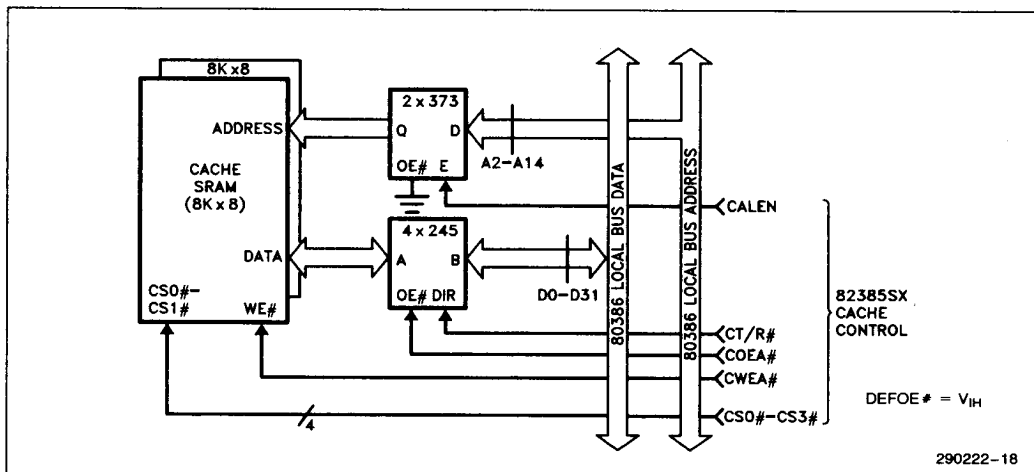 8K x 8
2 x 373
ADDRESS
Q
D
OE# E
A2-A14
CACHE
SRAM
(8K x 8)
4 x 245
DATA
A
B
OE# DIR
D0-D31
CS0#-
CS1#
WE#
80386 LOCAL BUS DATA
80386 LOCAL BUS ADDRESS
CALEN
CT/R#
COEA#
CWEA#
CS0#-CS3#
4
82385SX
CACHE
CONTROL
DEFOE# = VIH
290222-18